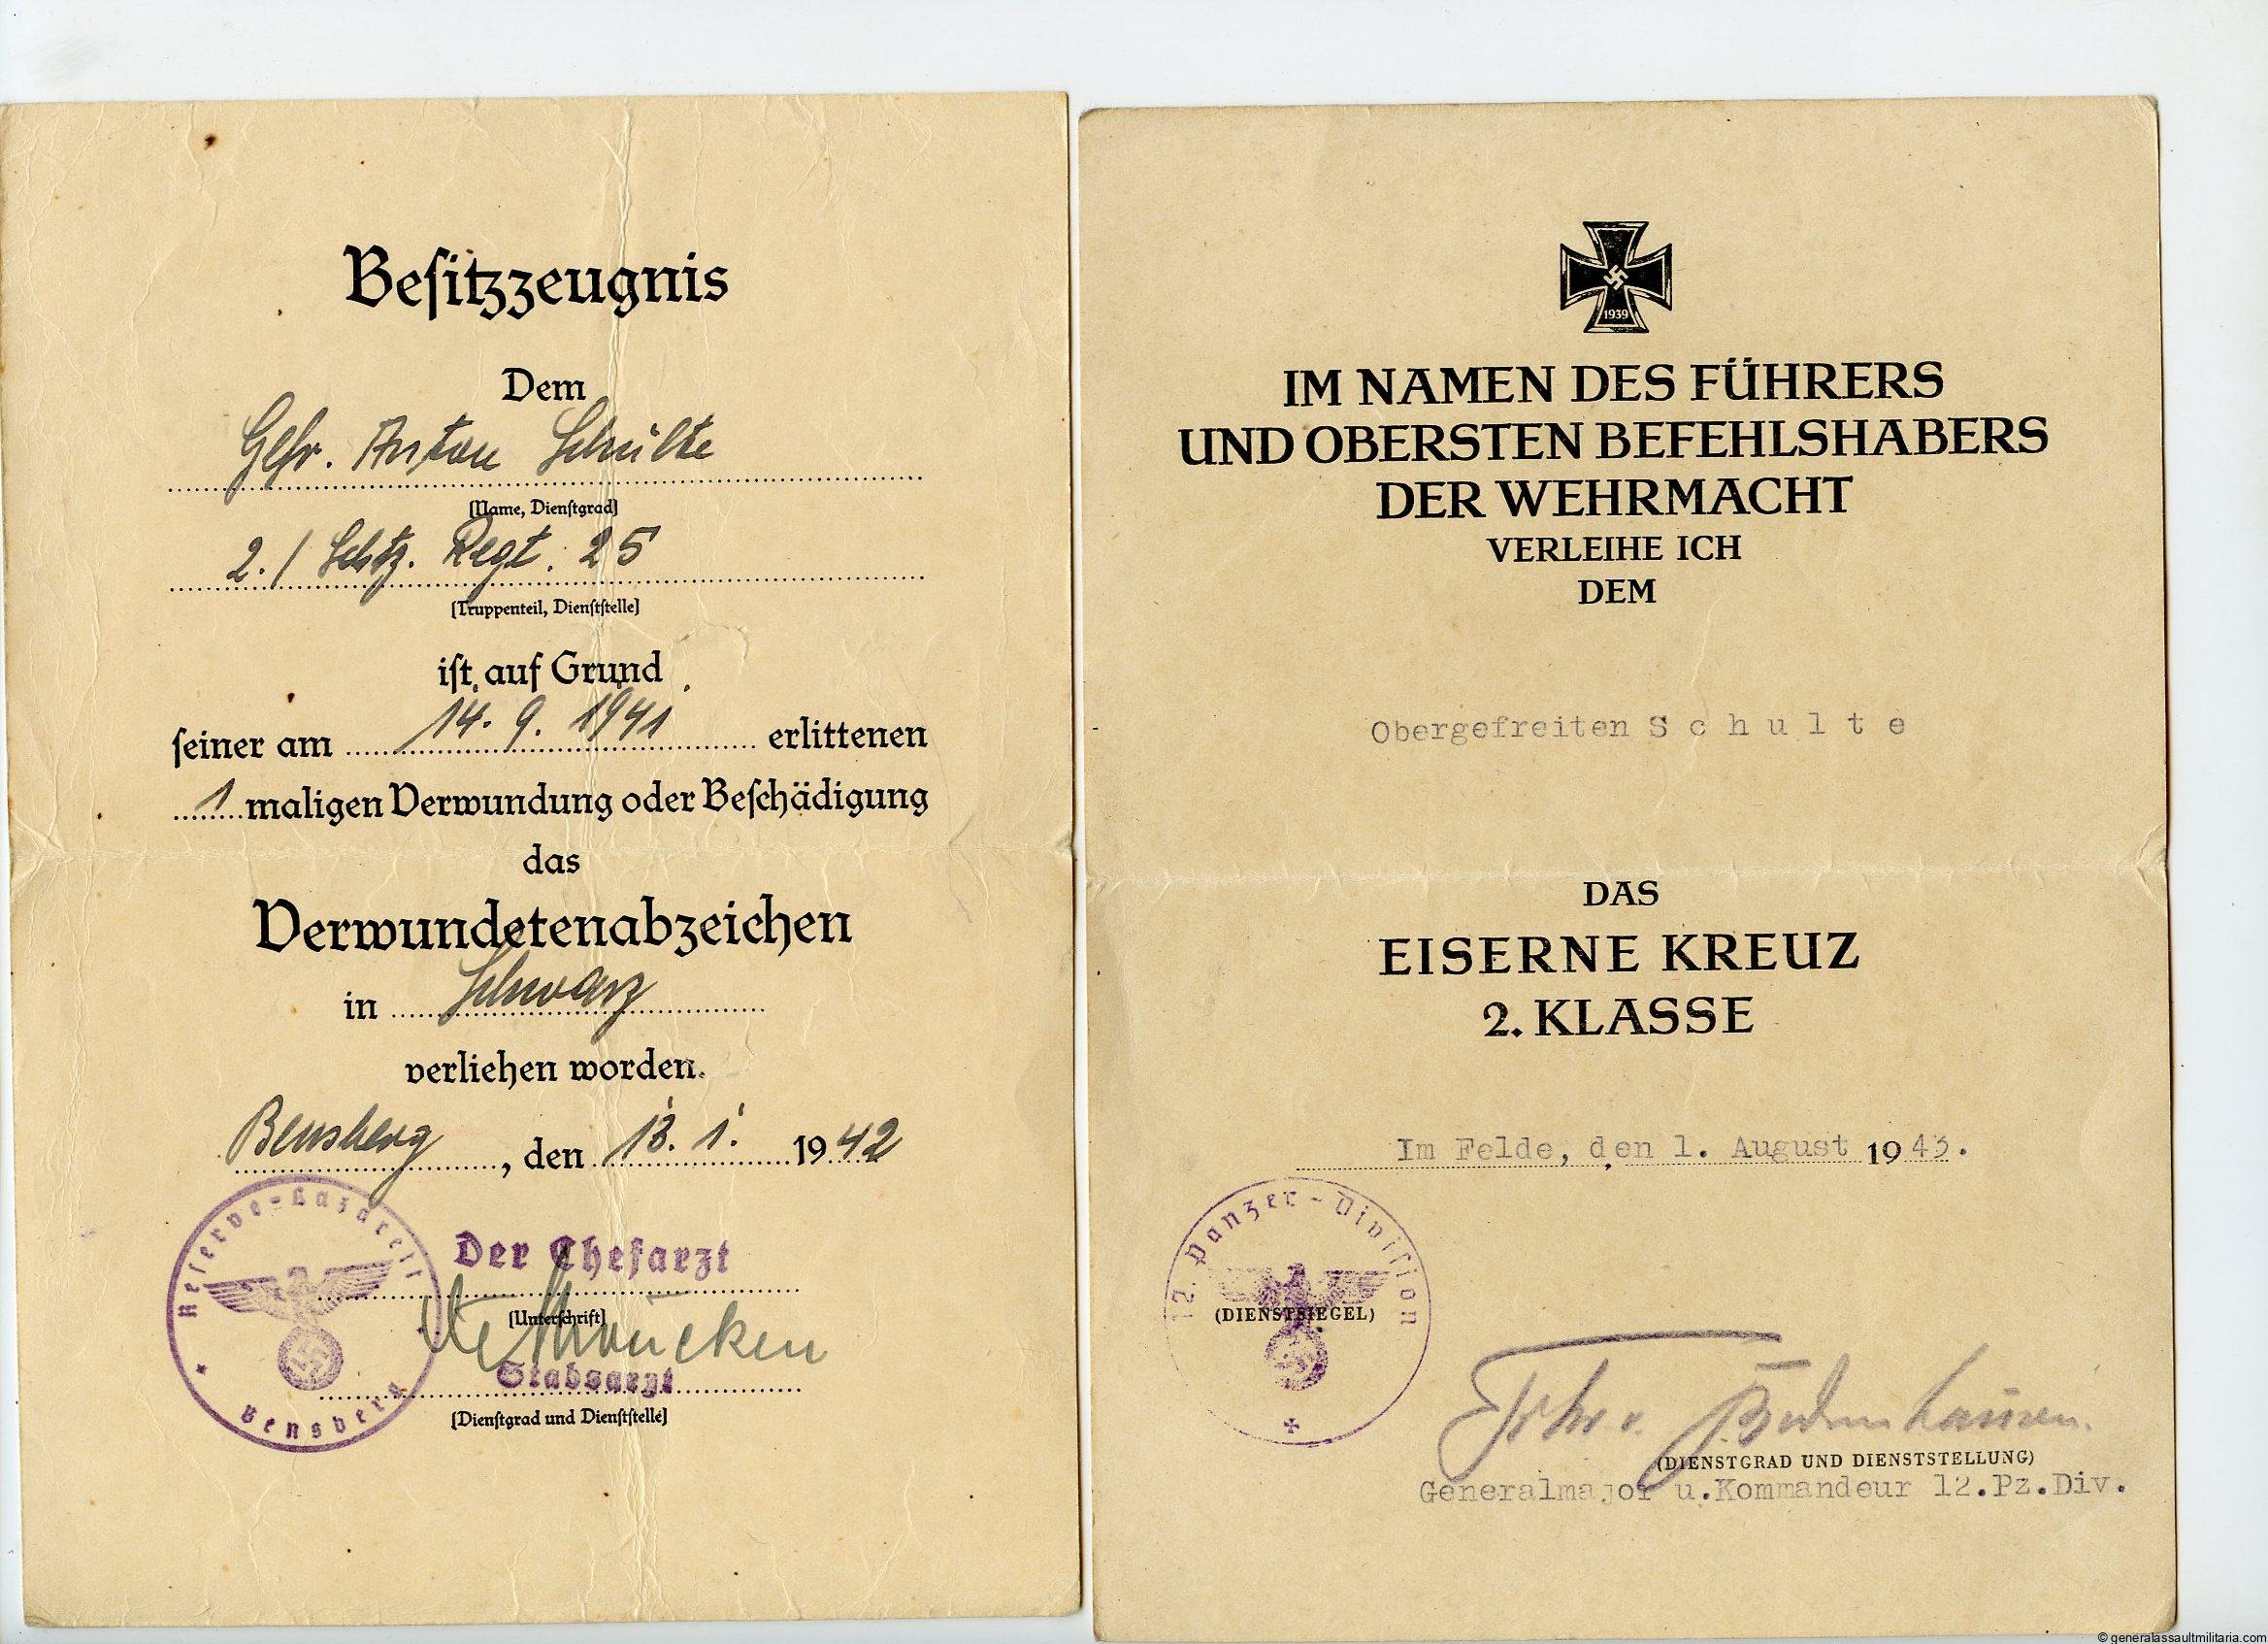 Besitzzeugnis
Dem
Gefr. Anton Schulte
(Name, Dienstgrad)
2./ Schtz. Regt. 25
(Truppenteil, Dienststelle)
ist auf Grund
seiner am 14. 9. 1941 erlittenen
1 maligen Verwundung oder Beschädigung
das
Verwundetenabzeichen
in Schwarz
verliehen worden.
Bensberg, den 13. 1. 1942
Reserve-Lazarett
Bensberg
Der Chefarzt
(Unterschrift)
Stabsarzt
(Dienstgrad und Dienststelle)
1939
IM NAMEN DES FÜHRERS
UND OBERSTEN BEFEHLSHABERS
DER WEHRMACHT
VERLEIHE ICH
DEM
Obergefreiten Schulte
DAS
EISERNE KREUZ
2. KLASSE
Im Felde, den 1. August 1943.
12. Panzer-Division
(DIENSTSIEGEL)
Frhr v. Bodenhausen.
(DIENSTGRAD UND DIENSTSTELLUNG)
Generalmajor u.Kommandeur 12.Pz.Div.
© generalassaultmilitaria.com